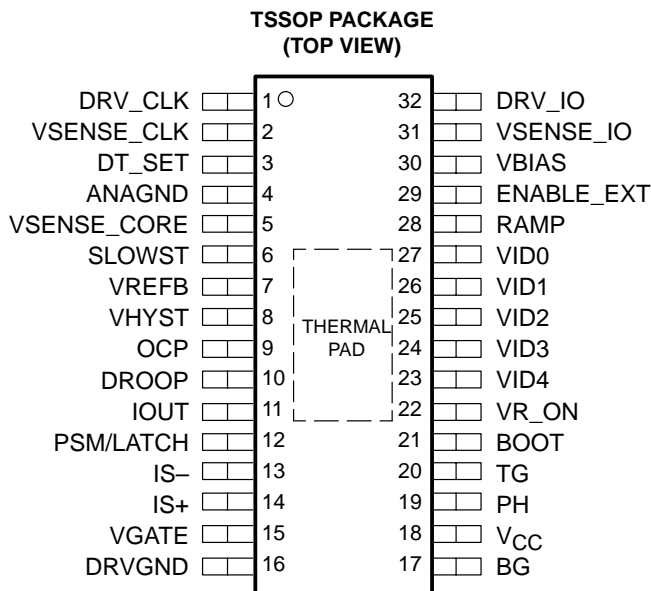 TSSOP PACKAGE
(TOP VIEW)
DRV_CLK 1 32 DRV_IO
VSENSE_CLK 2 31 VSENSE_IO
DT_SET 3 30 VBIAS
ANAGND 4 29 ENABLE_EXT
VSENSE_CORE 5 28 RAMP
SLOWST 6 27 VID0
VREFB 7 26 VID1
VHYST 8 25 VID2
OCP 9 24 VID3
DROOP 10 23 VID4
IOUT 11 22 VR_ON
PSM/LATCH 12 21 BOOT
IS– 13 20 TG
IS+ 14 19 PH
VGATE 15 18 VCC
DRVGND 16 17 BG
THERMAL
PAD